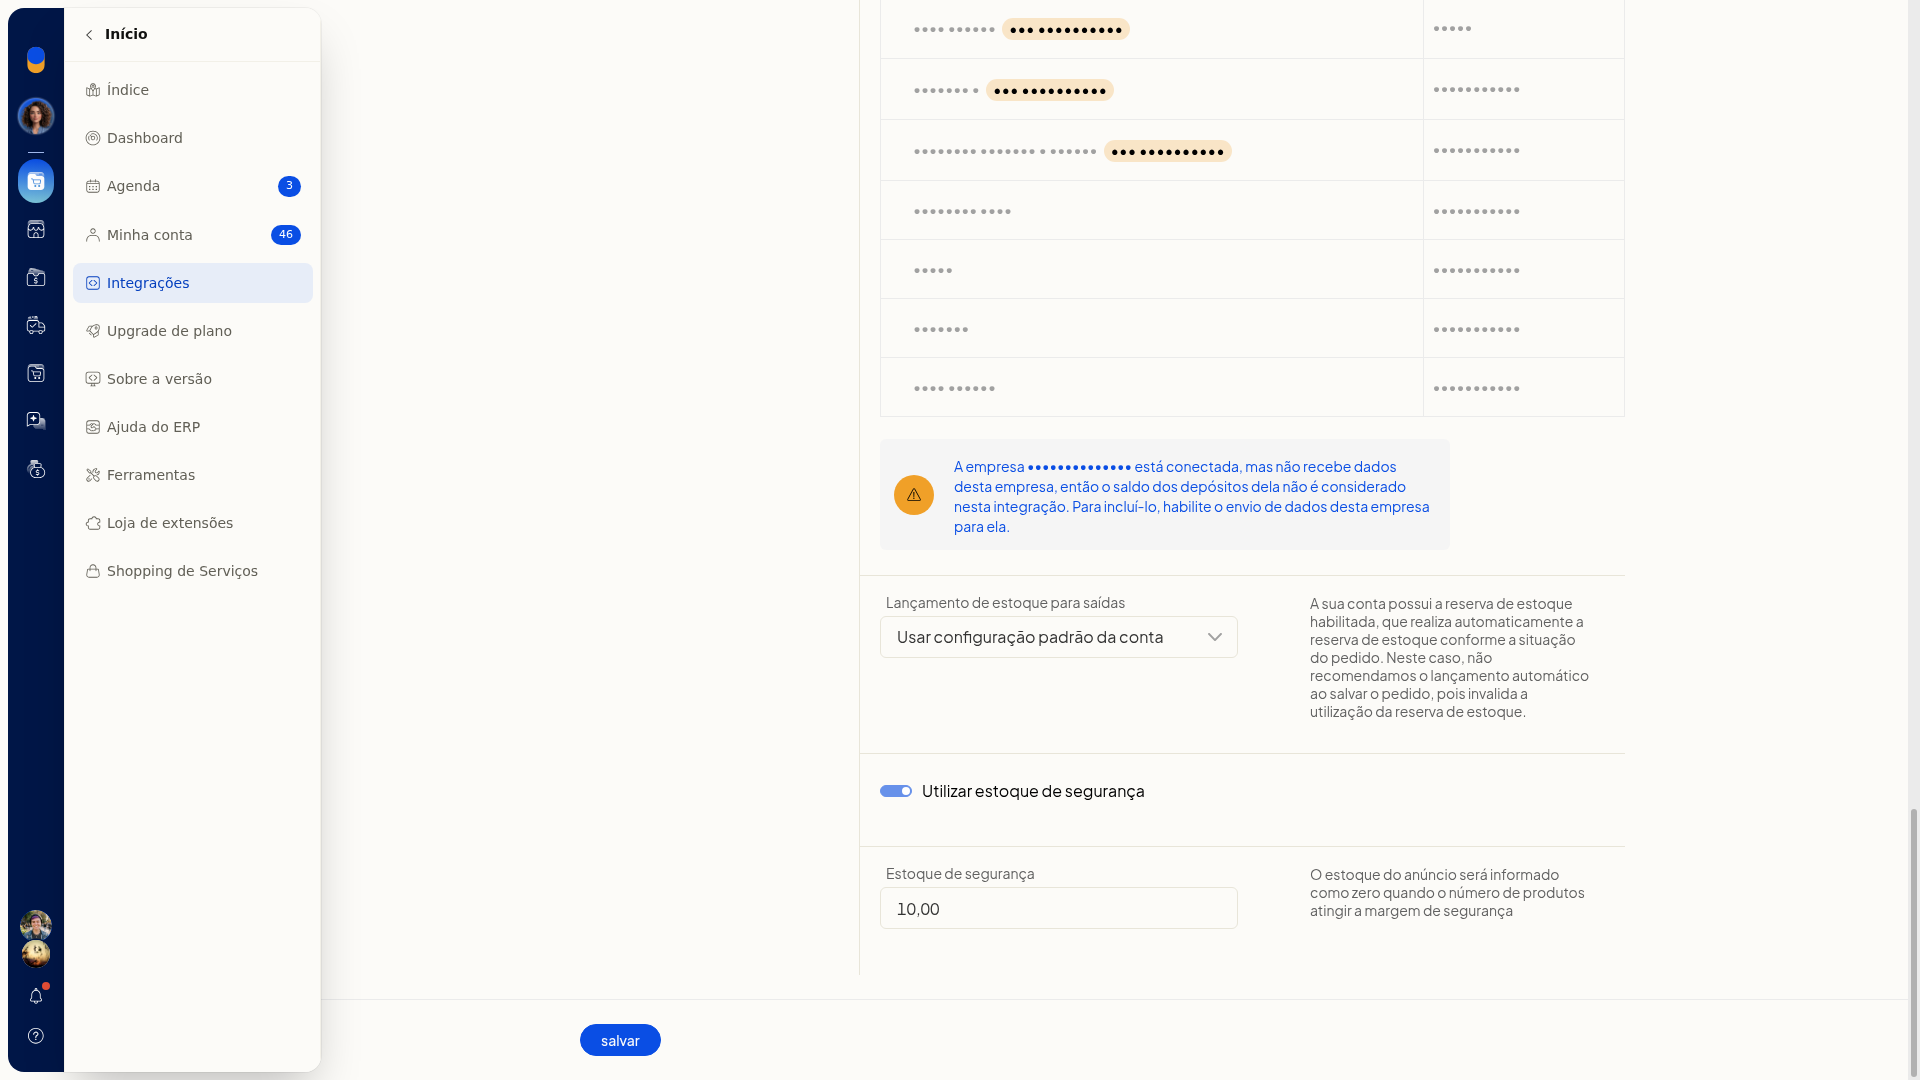 Início
Índice
Dashboard
Agenda 3
Minha conta 46
Integrações
Upgrade de plano
Sobre a versão
Ajuda do ERP
Ferramentas
Loja de extensões
Shopping de Serviços
•••• •••••• ••• •••••••••• •••••
••••••• • ••• •••••••••• •••••••••••
•••••••• ••••••• • •••••• ••• •••••••••• •••••••••••
•••••••• •••• •••••••••••
••••• •••••••••••
••••••• •••••••••••
•••• •••••• •••••••••••
A empresa •••••••••••••• está conectada, mas não recebe dados
desta empresa, então o saldo dos depósitos dela não é considerado
nesta integração. Para incluí-lo, habilite o envio de dados desta empresa
para ela.
Lançamento de estoque para saídas
Usar configuração padrão da conta
A sua conta possui a reserva de estoque
habilitada, que realiza automaticamente a
reserva de estoque conforme a situação
do pedido. Neste caso, não
recomendamos o lançamento automático
ao salvar o pedido, pois invalida a
utilização da reserva de estoque.
Utilizar estoque de segurança
Estoque de segurança
10,00
O estoque do anúncio será informado
como zero quando o número de produtos
atingir a margem de segurança
salvar